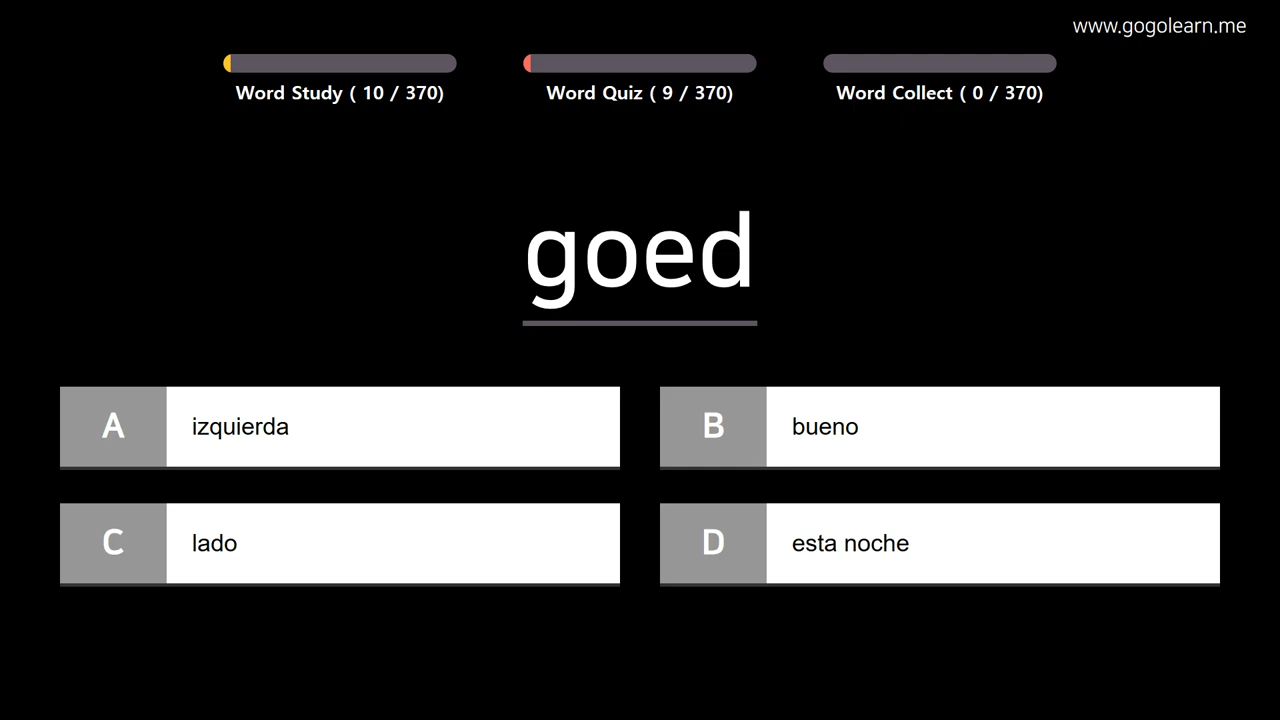 www.gogolearn.me
Word Study ( 10 / 370)
Word Quiz ( 9 / 370)
Word Collect ( 0 / 370)
goed
A izquierda
B bueno
C lado
D esta noche